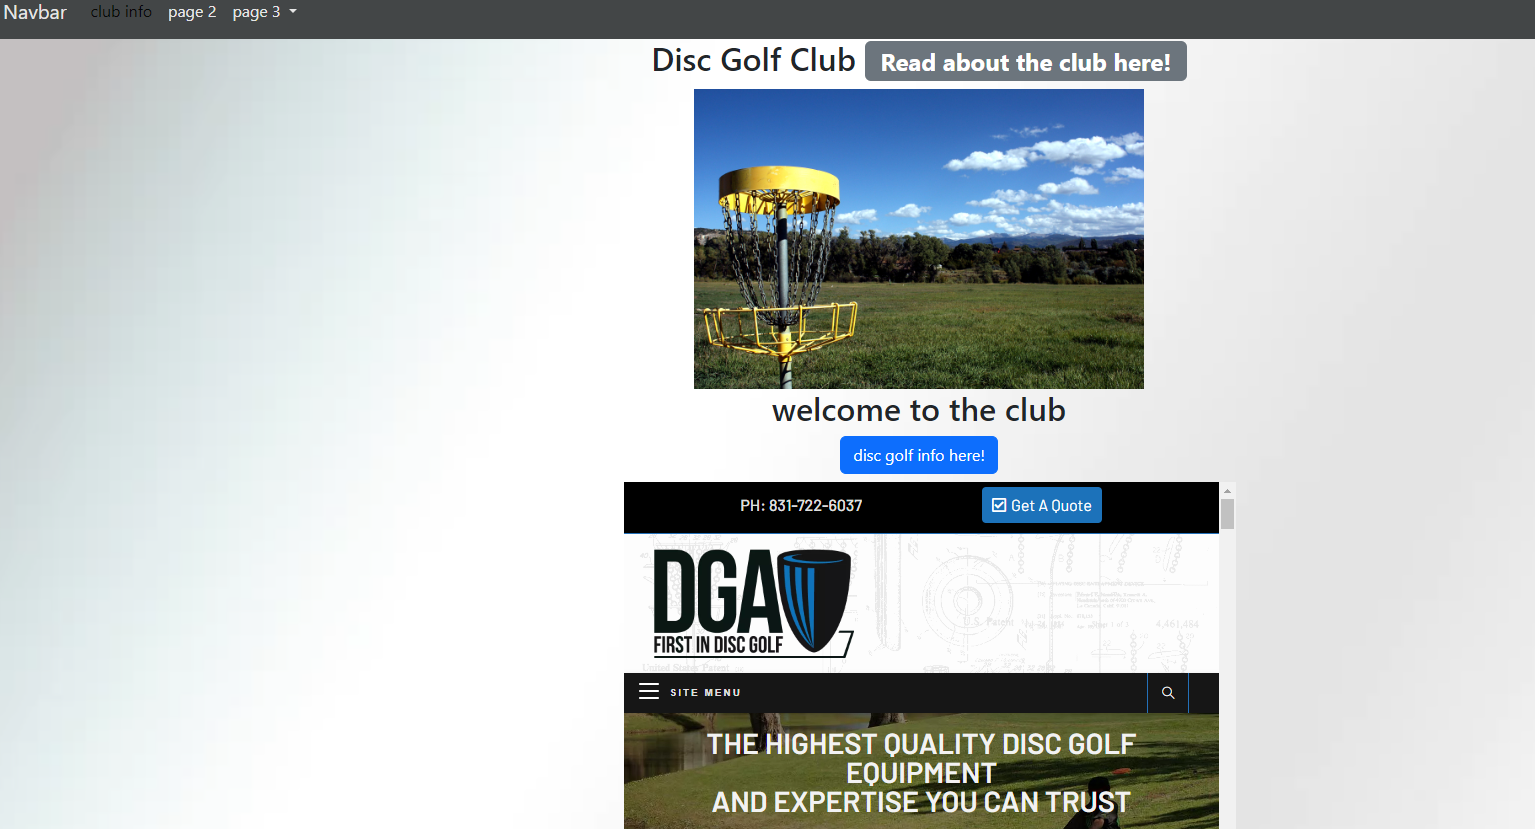 Navbar club info page 2 page 3
Disc Golf Club Read about the club here!
welcome to the club
disc golf info here!
PH: 831-722-6037 Get A Quote
DGA
FIRST IN DISC GOLF
U.S. Patent
4,461,484
United States Patent
SITE MENU
THE HIGHEST QUALITY DISC GOLF
EQUIPMENT
AND EXPERTISE YOU CAN TRUST